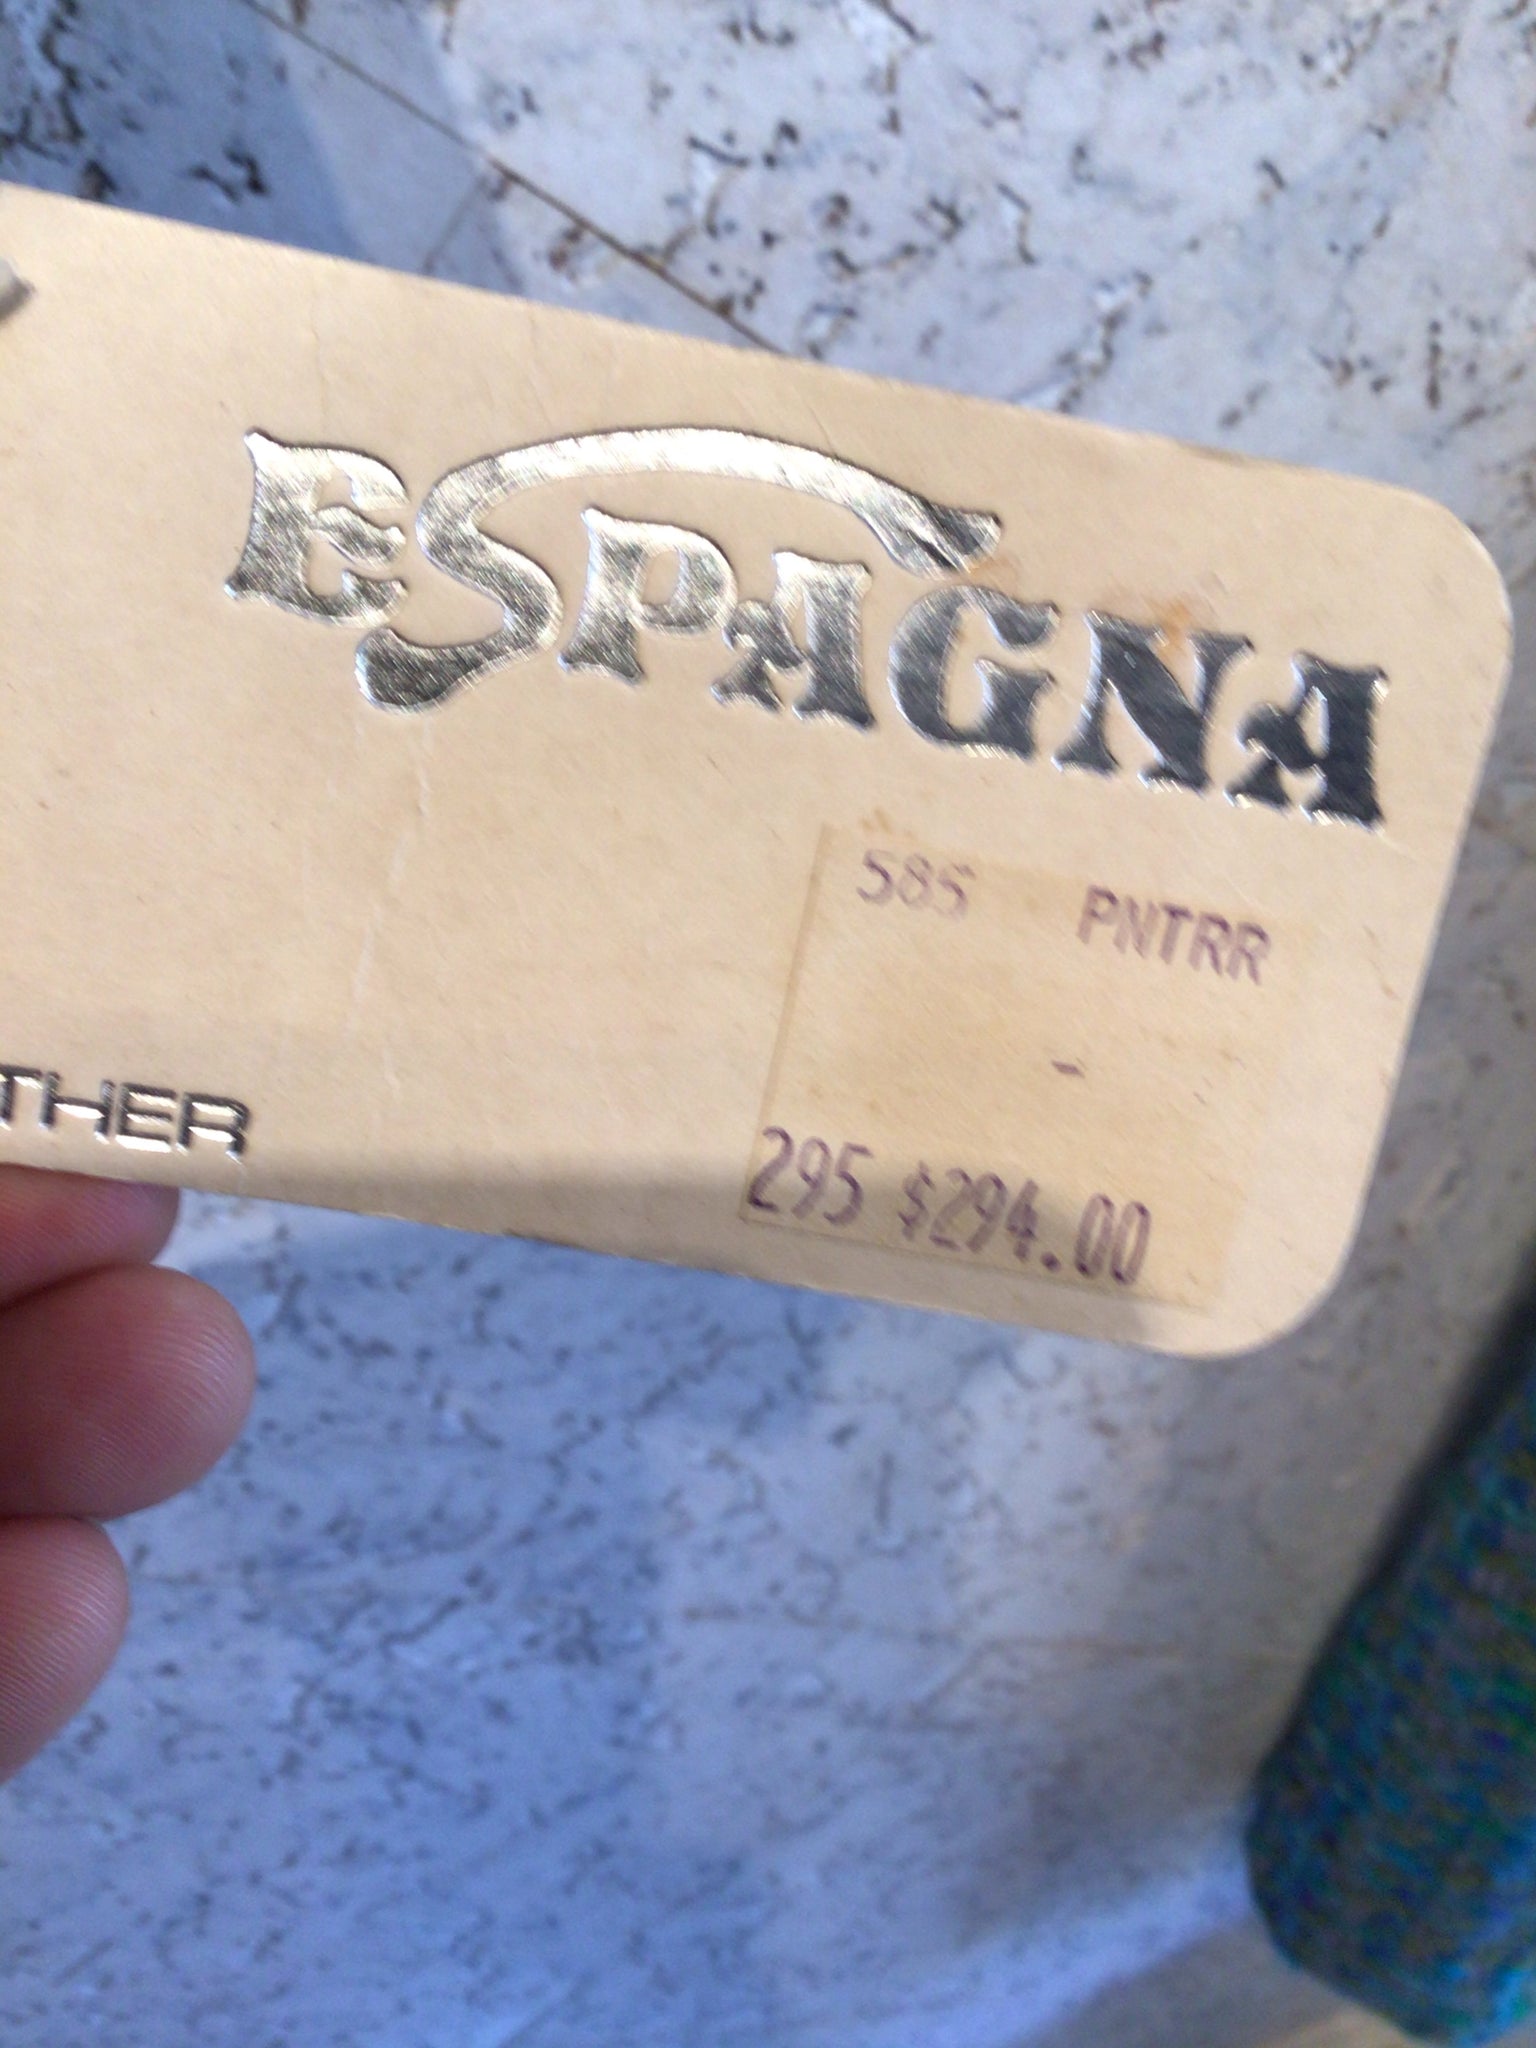 ESPAGNA
585 PNTRR
-
295 $294.00
THER